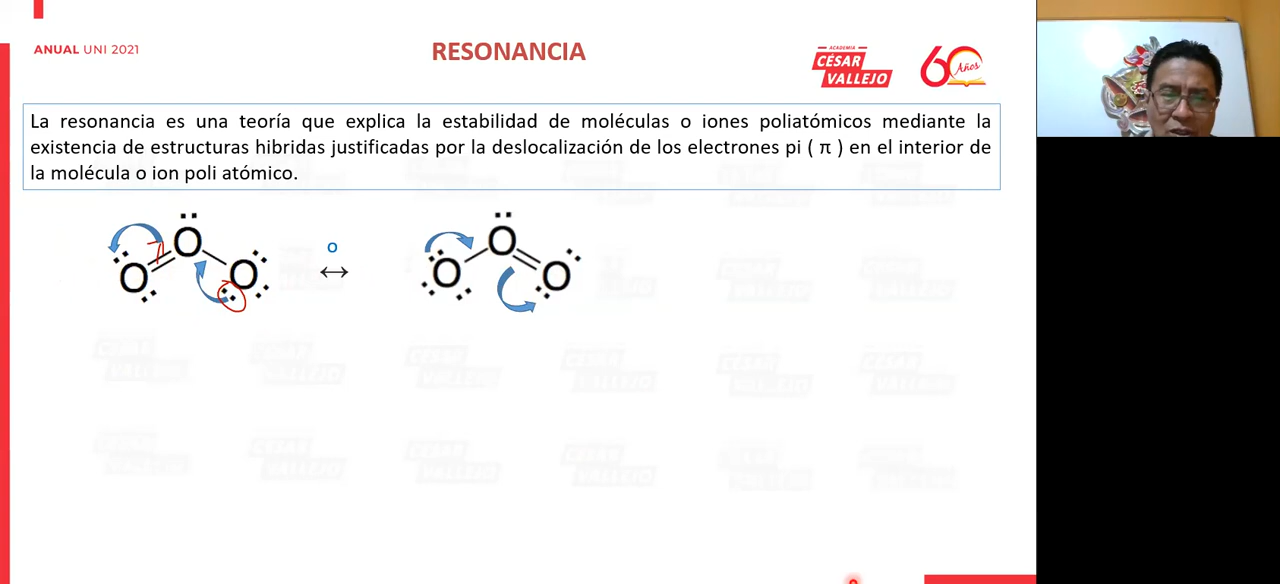 ANUAL UNI 2021
RESONANCIA
ACADEMIA
CÉSAR
VALLEJO
60 Años
La resonancia es una teoría que explica la estabilidad de moléculas o iones poliatómicos mediante la
existencia de estructuras hibridas justificadas por la deslocalización de los electrones pi ( π ) en el interior de
la molécula o ion poli atómico.
O O O
o
↔
O O O
π